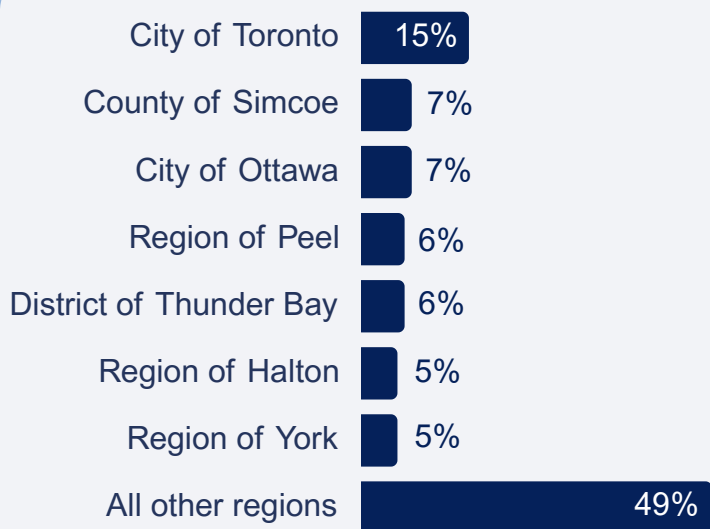 City of Toronto 15%
County of Simcoe 7%
City of Ottawa 7%
Region of Peel 6%
District of Thunder Bay 6%
Region of Halton 5%
Region of York 5%
All other regions 49%